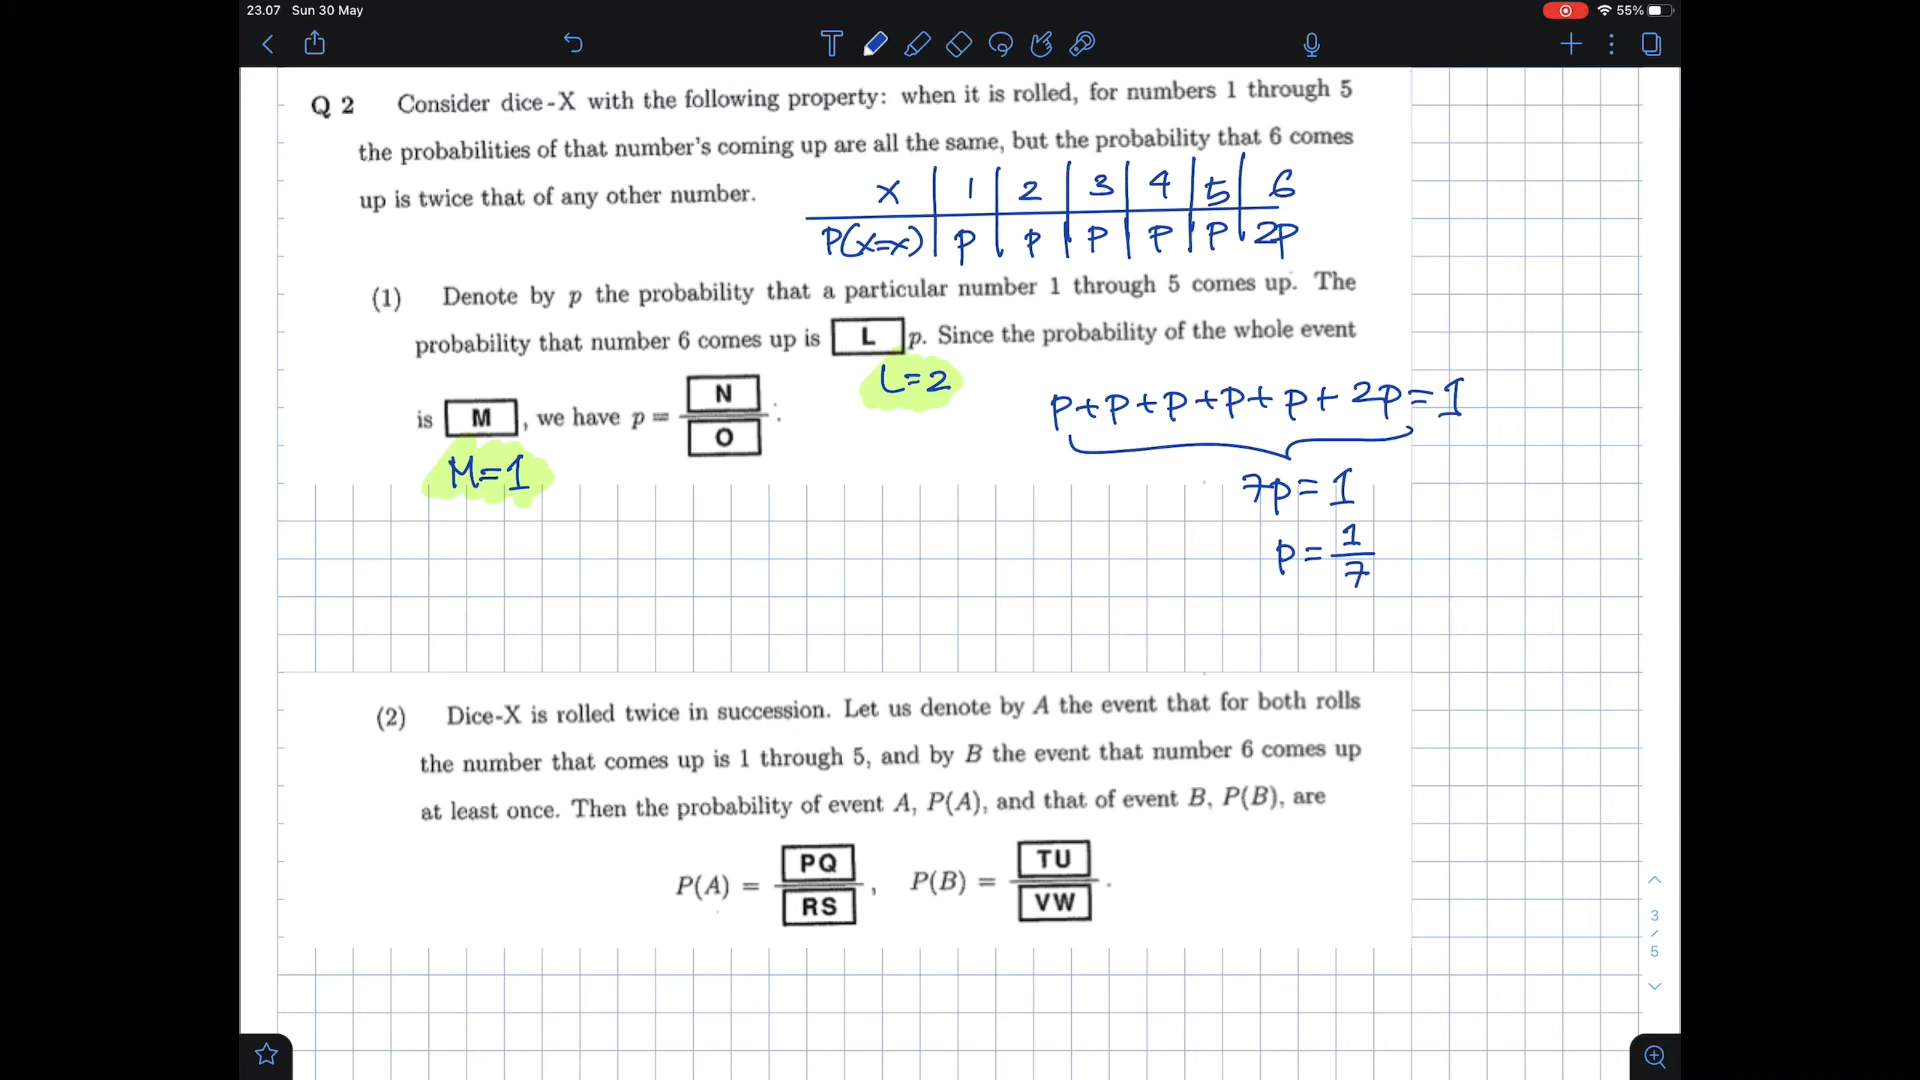 23.07 Sun 30 May
55%
T
Q 2 Consider dice-X with the following property: when it is rolled, for numbers 1 through 5
the probabilities of that number's coming up are all the same, but the probability that 6 comes
up is twice that of any other number.
x 1 2 3 4 5 6
P(X=x) p p p p p 2p
(1) Denote by p the probability that a particular number 1 through 5 comes up. The
probability that number 6 comes up is L p. Since the probability of the whole event
L=2
is M , we have p = N/O .
M=1
p+p+p+p+p+2p=1
7p=1
p=1/7
(2) Dice-X is rolled twice in succession. Let us denote by A the event that for both rolls
the number that comes up is 1 through 5, and by B the event that number 6 comes up
at least once. Then the probability of event A, P(A), and that of event B, P(B), are
P(A) = PQ/RS , P(B) = TU/VW .
3
/
5